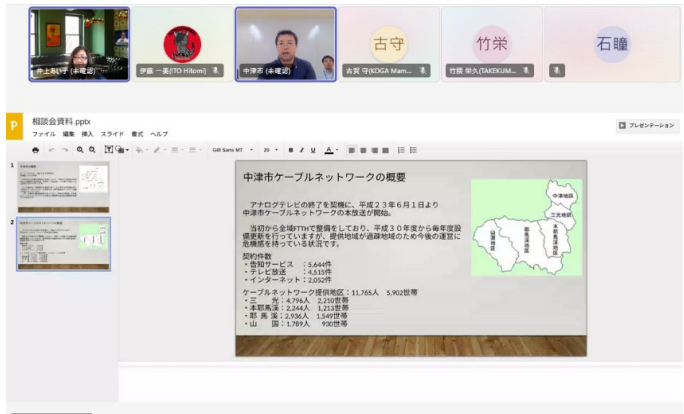 古守
竹栄
石瞳
井上あい子 (未確認)
伊藤 一美(ITO Hitomi)
中津市 (未確認)
古賀 守(KOGA Mam...
竹熊 栄久(TAKEKUM...
P
相談会資料.pptx
ファイル 編集 挿入 スライド 書式 ヘルプ
プレゼンテーション
Gill Sans MT
20
B I U A
1
2
中津市ケーブルネットワークの概要
アナログテレビの終了を契機に、平成23年6月1日より
中津市ケーブルネットワークの本放送が開始。
当初から全域FTTHで整備をしており、平成30年度から毎年度設
備更新を行っていますが、提供地域が過疎地域のため今後の運営に
危機感を持っている状況です。
契約件数
・告知サービス :5,644件
・テレビ放送 :4,515件
・インターネット:2,052件
ケーブルネットワーク提供地区:11,765人 5,902世帯
・三 光:4,796人 2,210世帯
・本耶馬渓:2,244人 1,213世帯
・耶 馬 渓:2,936人 1,549世帯
・山 国:1,789人 930世帯
中津地区
三光地区
本耶馬渓地区
耶馬渓地区
山国地区